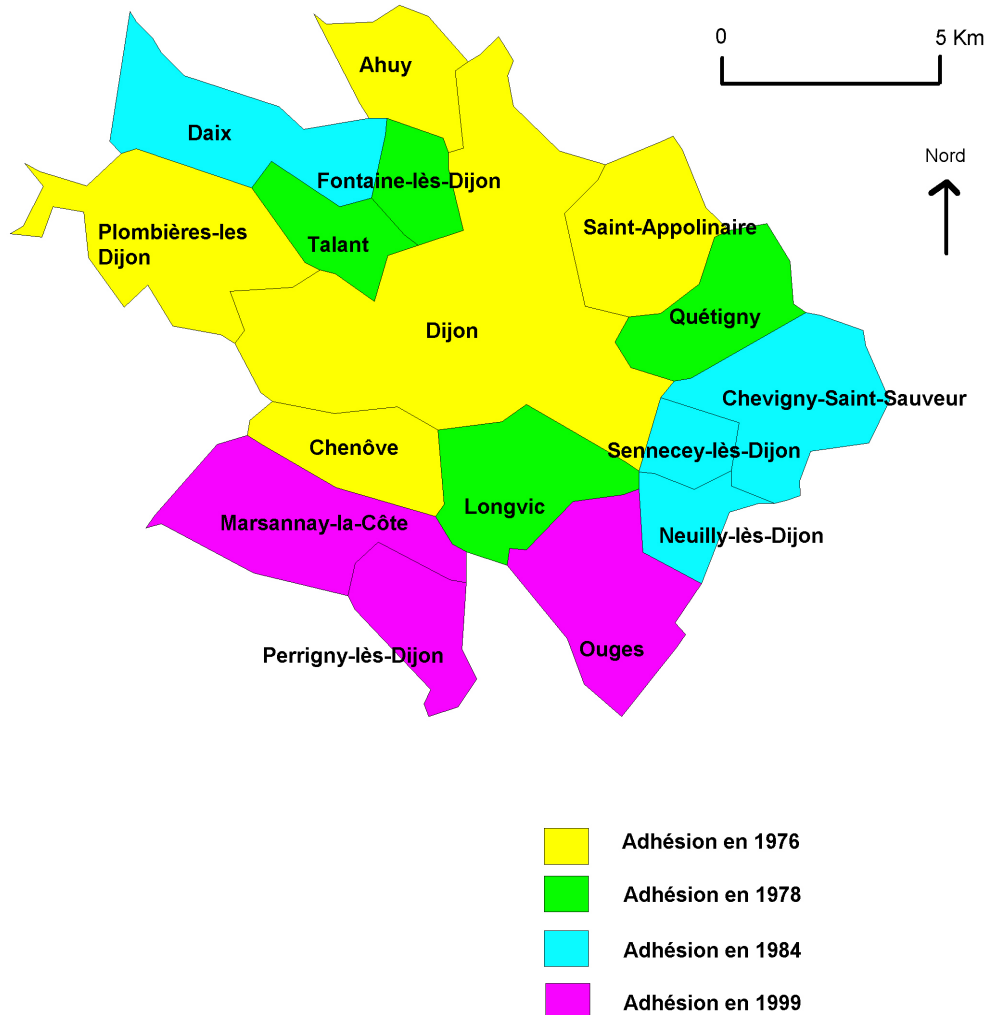 0
5 Km
Ahuy
Daix
Nord
Fontaine-lès-Dijon
Saint-Appolinaire
Plombières-les
Dijon
Talant
Quétigny
Dijon
Chevigny-Saint-Sauveur
Chenôve
Sennecey-lès-Dijon
Longvic
Marsannay-la-Côte
Neuilly-lès-Dijon
Ouges
Perrigny-lès-Dijon
Adhésion en 1976
Adhésion en 1978
Adhésion en 1984
Adhésion en 1999